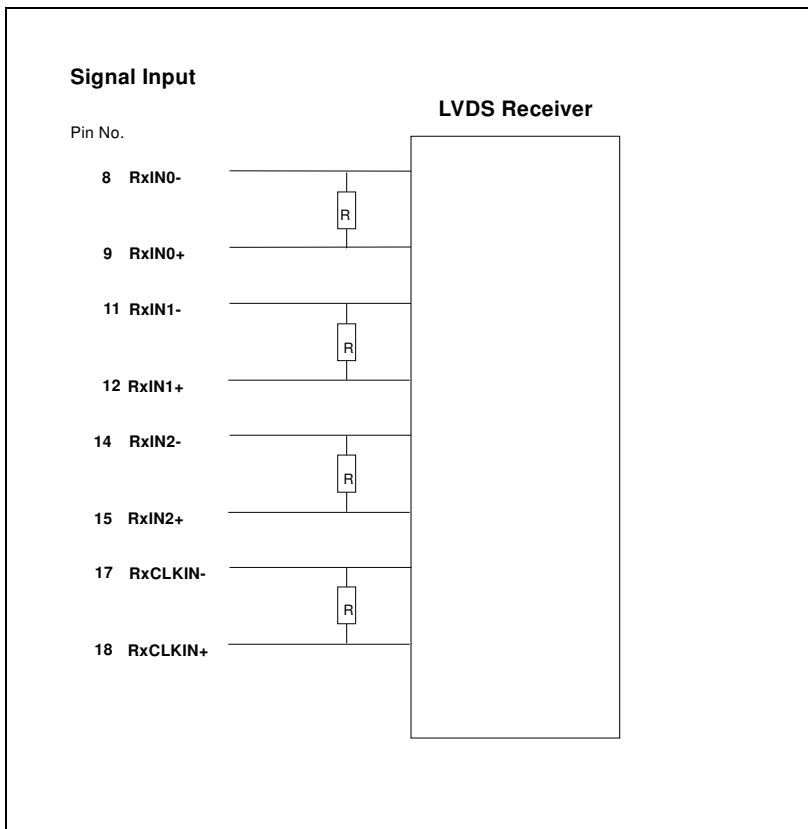 Signal Input
LVDS Receiver
Pin No.
8 RxIN0-
R
9 RxIN0+
11 RxIN1-
R
12 RxIN1+
14 RxIN2-
R
15 RxIN2+
17 RxCLKIN-
R
18 RxCLKIN+